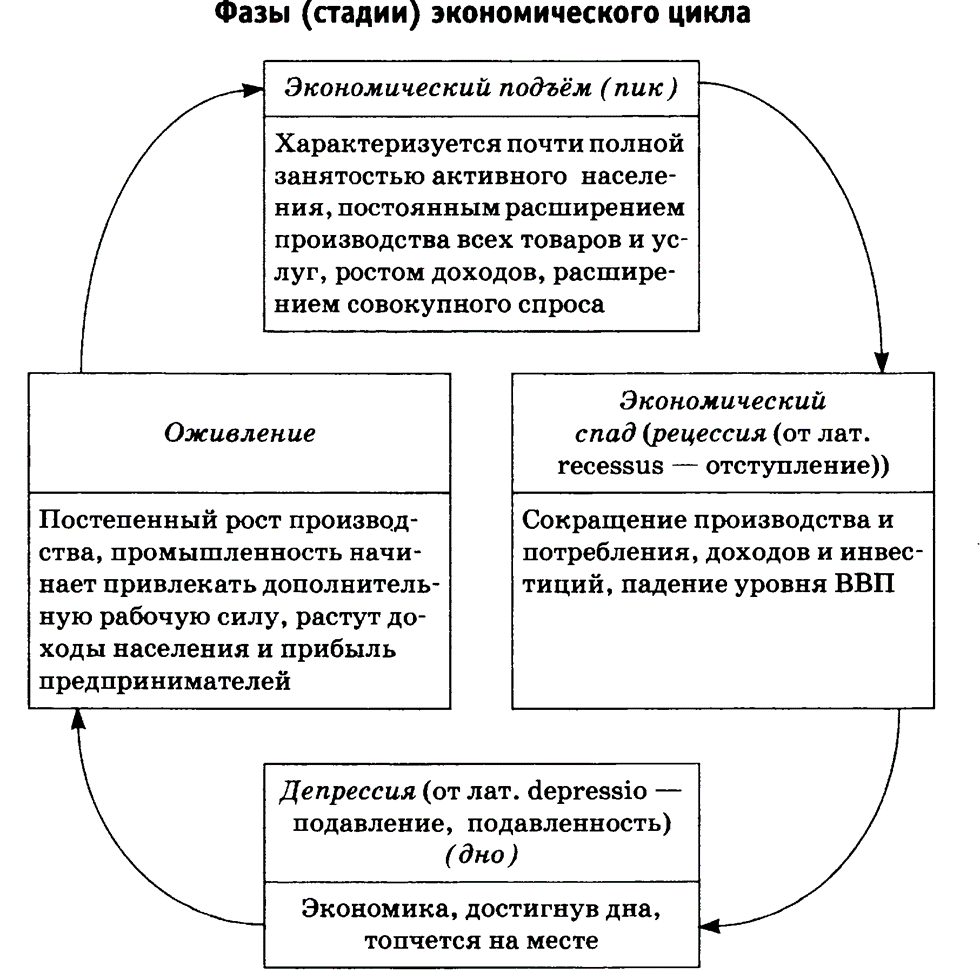 Фазы (стадии) экономического цикла
Экономический подъём (пик)
Характеризуется почти полной
занятостью активного населе-
ния, постоянным расширением
производства всех товаров и ус-
луг, ростом доходов, расшире-
нием совокупного спроса
Экономический
спад (рецессия (от лат.
recessus — отступление))
Сокращение производства и
потребления, доходов и инвес-
тиций, падение уровня ВВП
Депрессия (от лат. depressio —
подавление, подавленность)
(дно)
Экономика, достигнув дна,
топчется на месте
Оживление
Постепенный рост производ-
ства, промышленность начи-
нает привлекать дополнитель-
ную рабочую силу, растут до-
ходы населения и прибыль
предпринимателей